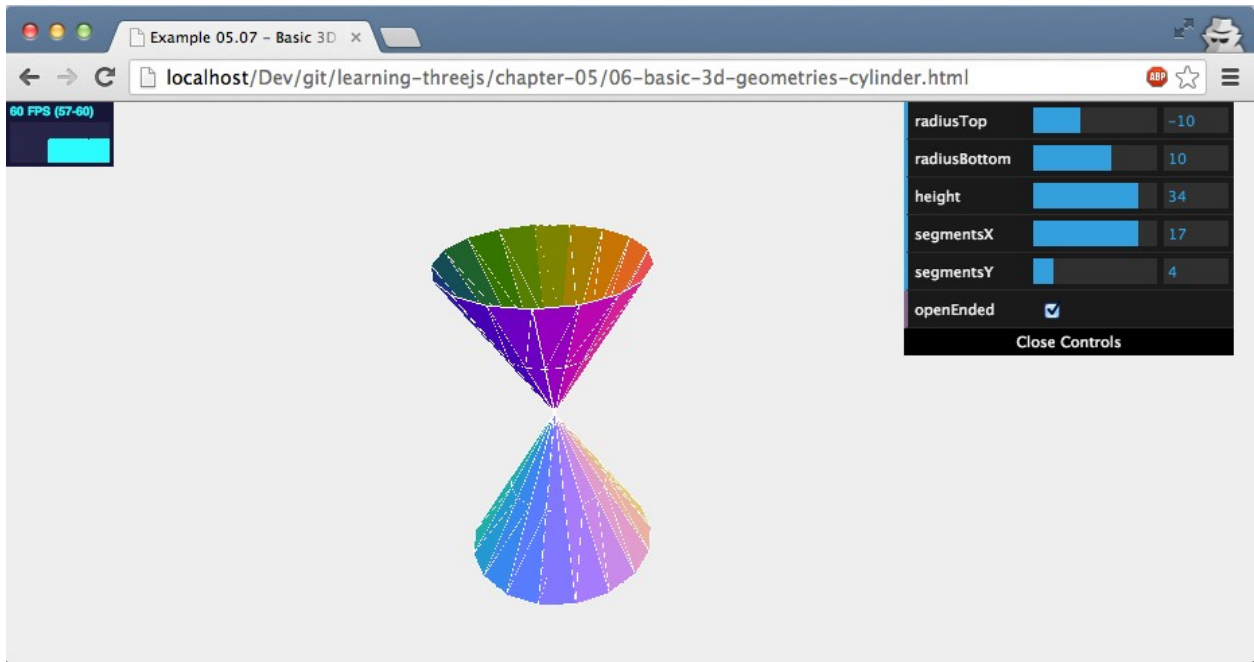 Example 05.07 – Basic 3D
localhost/Dev/git/learning-threejs/chapter-05/06-basic-3d-geometries-cylinder.html
ABP
60 FPS (57-60)
radiusTop -10
radiusBottom 10
height 34
segmentsX 17
segmentsY 4
openEnded
Close Controls